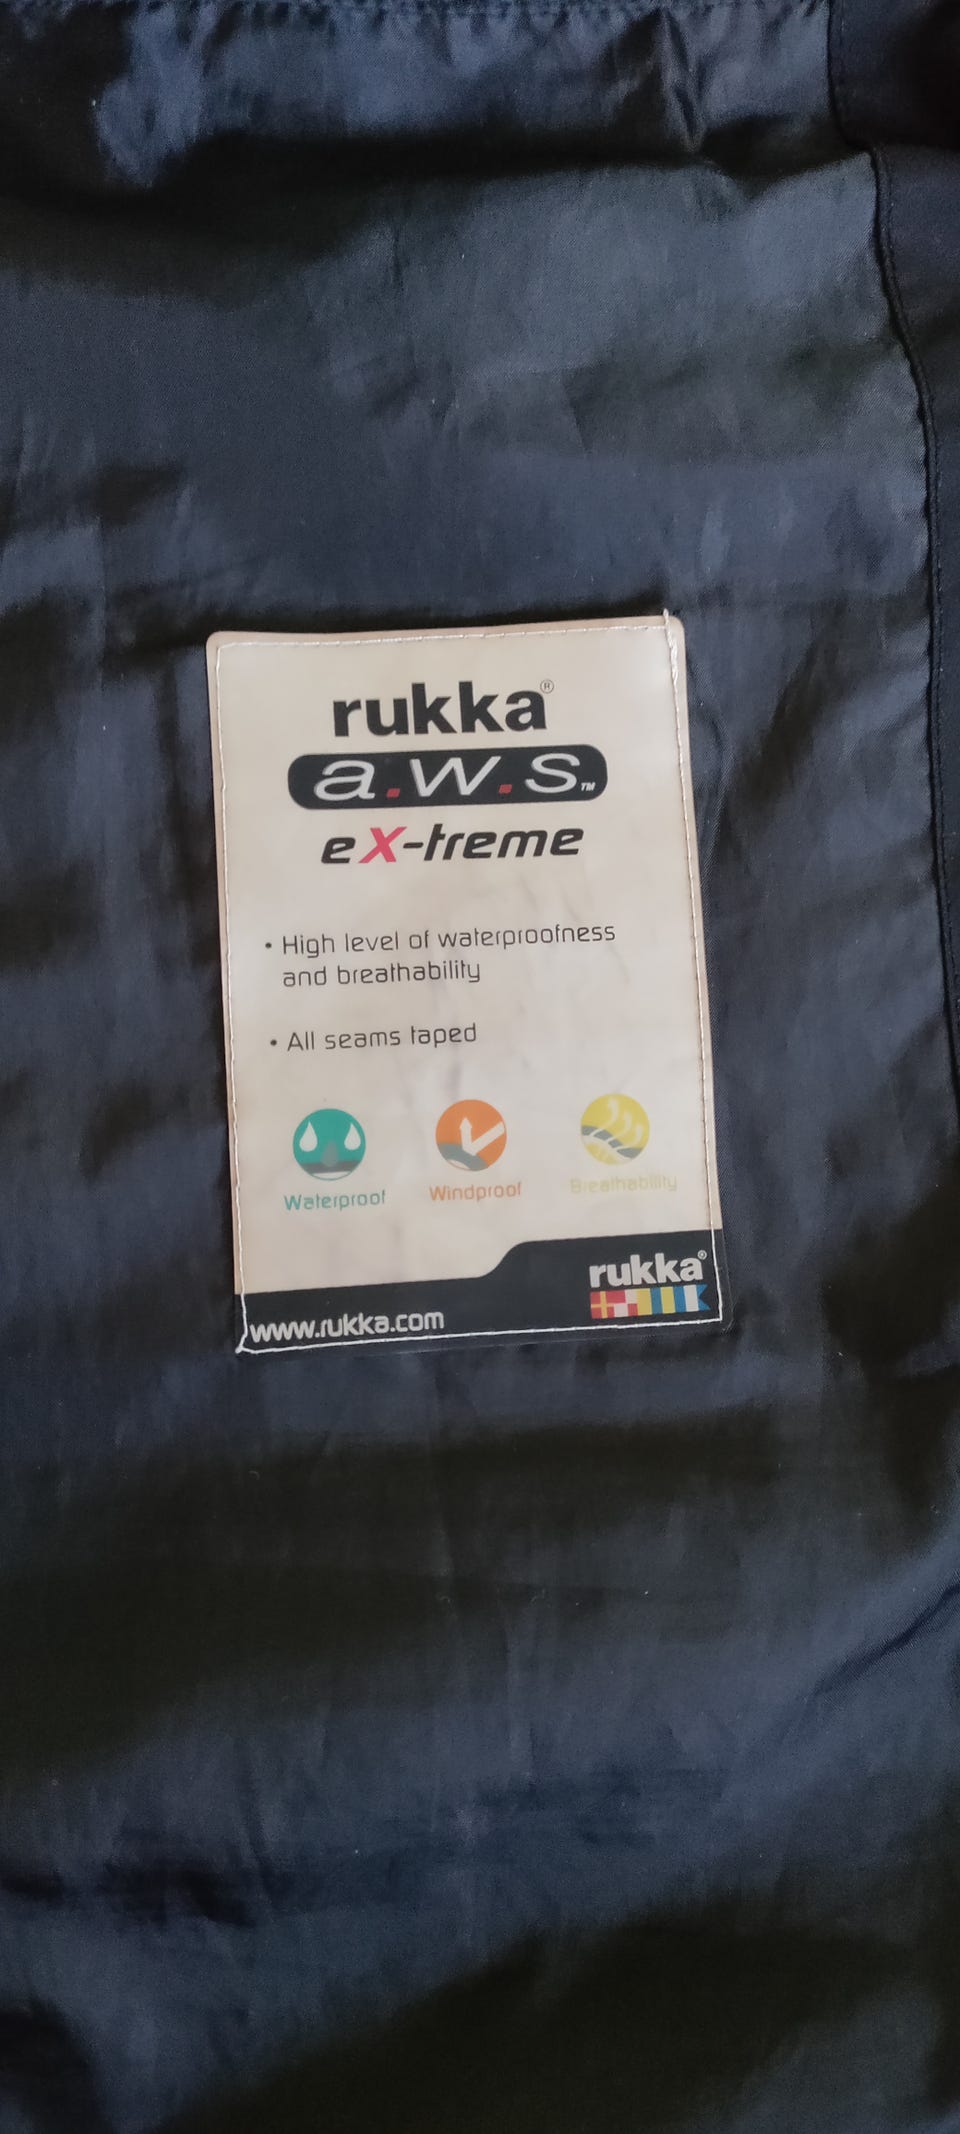 rukka®
a.w.s™
eX-treme
• High level of waterproofness
and breathability
• All seams taped
Waterproof Windproof Breathability
rukka®
www.rukka.com